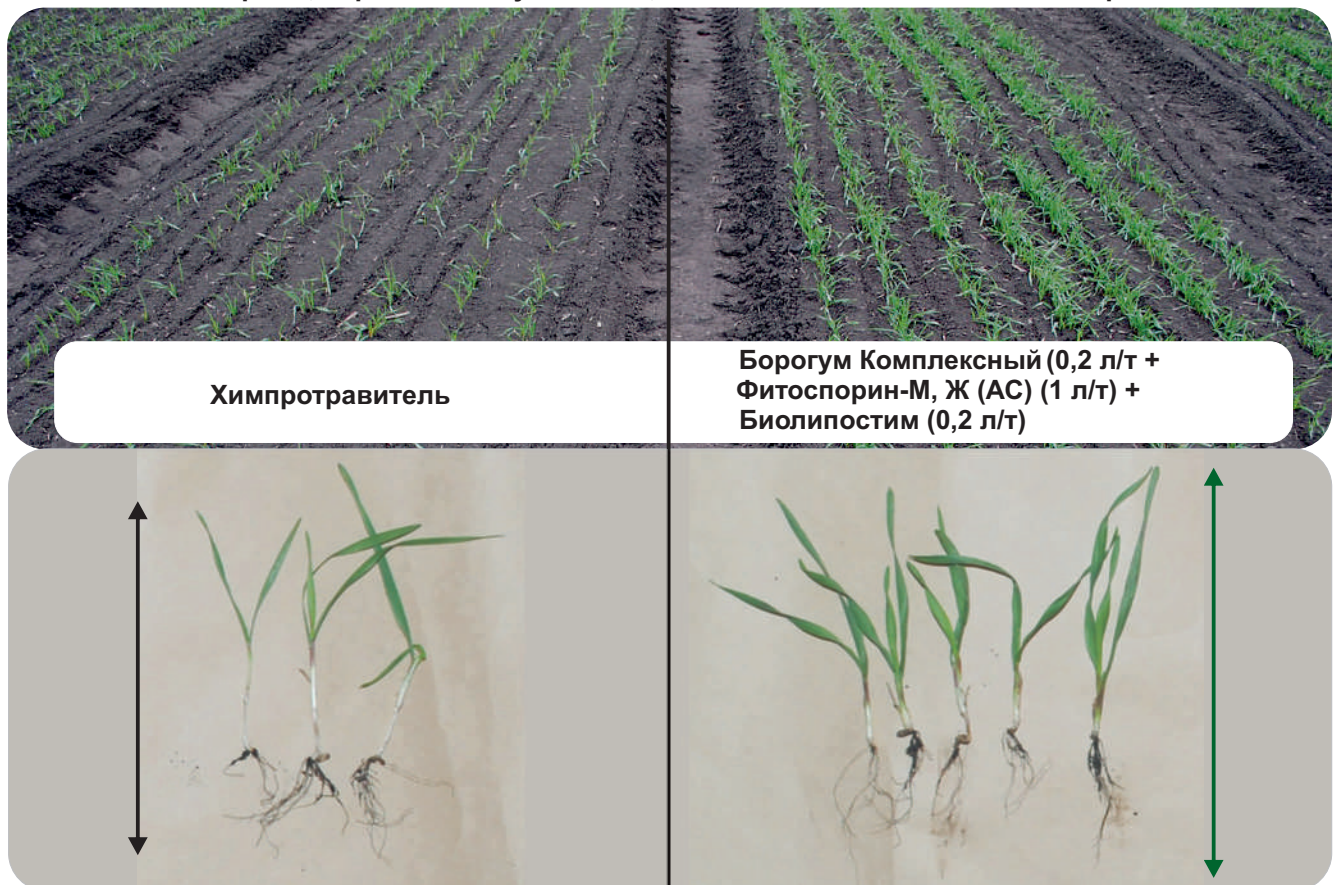 Химпротравитель
Борогум Комплексный (0,2 л/т +
Фитоспорин-М, Ж (АС) (1 л/т) +
Биолипостим (0,2 л/т)